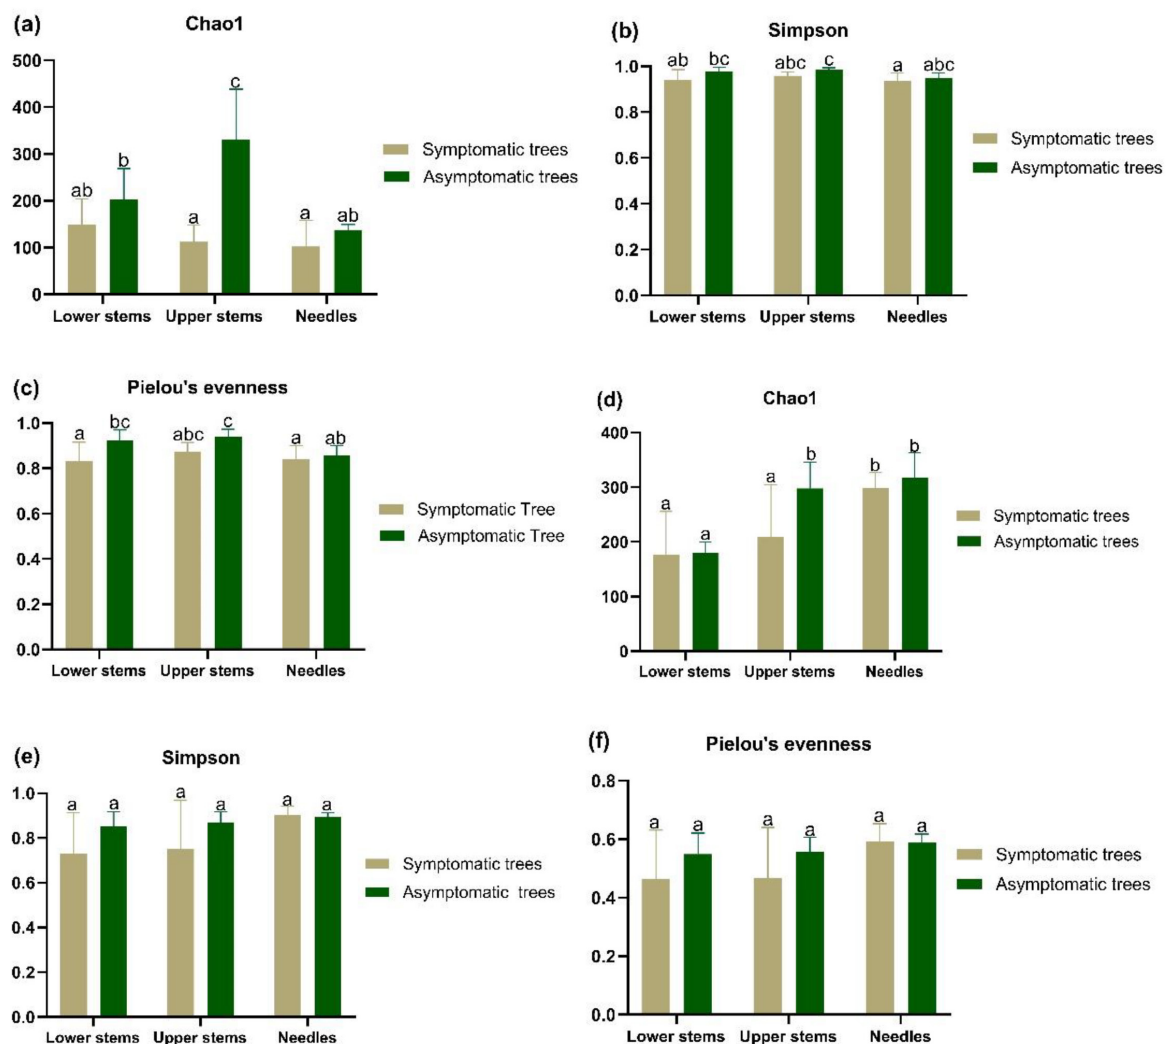 (a)
Chao1
500
400
300
200
100
0
ab
b
a
c
a
ab
Lower stems Upper stems Needles
Symptomatic trees
Asymptomatic trees
(b)
Simpson
1.0
0.8
0.6
0.4
0.2
0.0
ab
bc
abc
c
a
abc
Lower stems Upper stems Needles
Symptomatic trees
Asymptomatic trees
(c)
Pielou's evenness
1.0
0.8
0.6
0.4
0.2
0.0
a
bc
abc
c
a
ab
Lower stems Upper stems Needles
Symptomatic Tree
Asymptomatic Tree
(d)
Chao1
400
300
200
100
0
a
a
a
b
b
b
Lower stems Upper stems Needles
Symptomatic trees
Asymptomatic trees
(e)
Simpson
1.0
0.8
0.6
0.4
0.2
0.0
a
a
a
a
a
a
Lower stems Upper stems Needles
Symptomatic trees
Asymptomatic trees
(f)
Pielou's evenness
0.8
0.6
0.4
0.2
0.0
a
a
a
a
a
a
Lower stems Upper stems Needles
Symptomatic trees
Asymptomatic trees